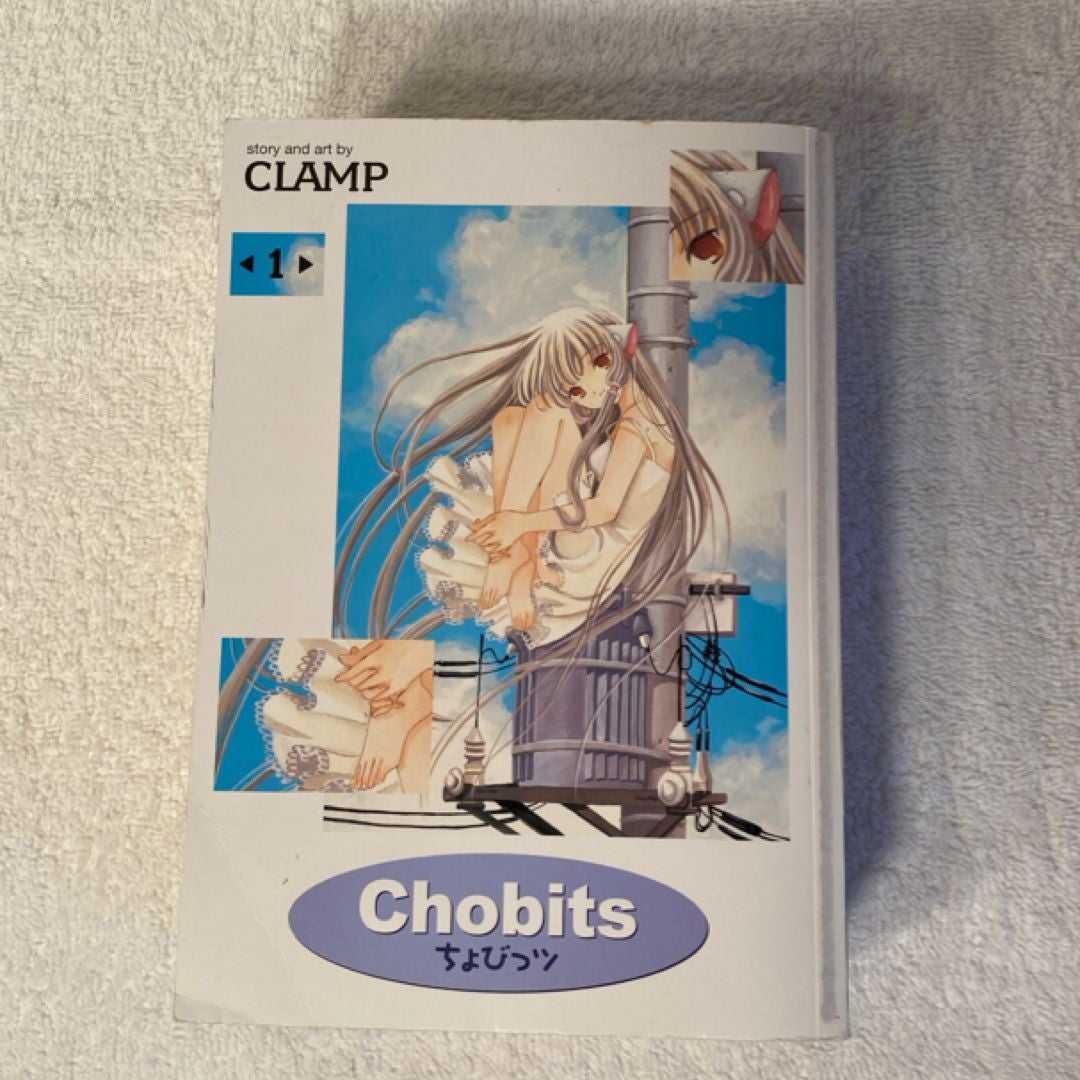 story and art by
CLAMP
1
Chobits
ちょびっツ